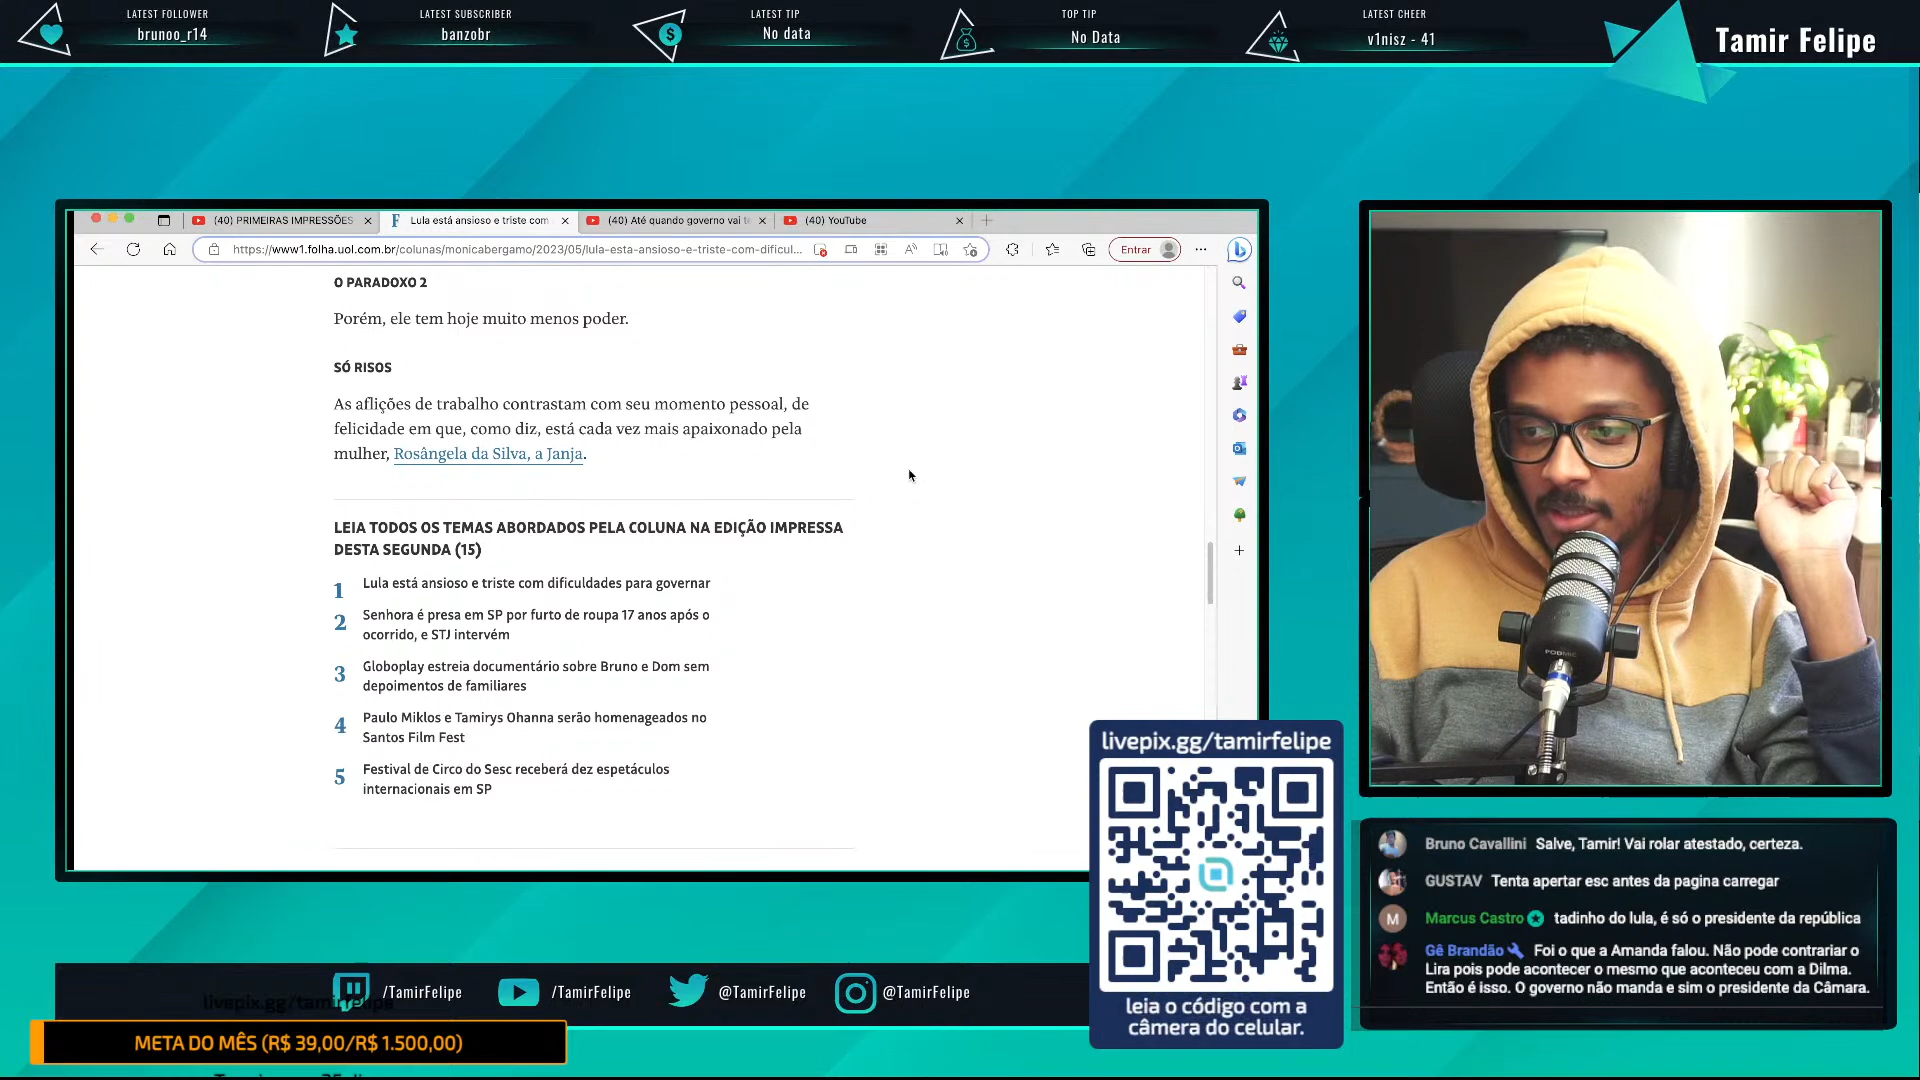 LATEST FOLLOWER
brunoo_r14
LATEST SUBSCRIBER
banzobr
LATEST TIP
No data
TOP TIP
No Data
LATEST CHEER
v1nisz - 41
Tamir Felipe
(40) PRIMEIRAS IMPRESSÕES
Lula está ansioso e triste com
(40) Até quando governo vai
(40) YouTube
https://www1.folha.uol.com.br/colunas/monicabergamo/2023/05/lula-esta-ansioso-e-triste-com-dificul...
Entrar
O PARADOXO 2
Porém, ele tem hoje muito menos poder.
SÓ RISOS
As aflições de trabalho contrastam com seu momento pessoal, de
felicidade em que, como diz, está cada vez mais apaixonado pela
mulher, Rosângela da Silva, a Janja.
LEIA TODOS OS TEMAS ABORDADOS PELA COLUNA NA EDIÇÃO IMPRESSA
DESTA SEGUNDA (15)
1 Lula está ansioso e triste com dificuldades para governar
2 Senhora é presa em SP por furto de roupa 17 anos após o
ocorrido, e STJ intervém
3 Globoplay estreia documentário sobre Bruno e Dom sem
depoimentos de familiares
4 Paulo Miklos e Tamirys Ohanna serão homenageados no
Santos Film Fest
5 Festival de Circo do Sesc receberá dez espetáculos
internacionais em SP
PODMIC
livepix.gg/tamirfelipe
leia o código com a
câmera do celular.
Bruno Cavallini Salve, Tamir! Vai rolar atestado, certeza.
GUSTAV Tenta apertar esc antes da pagina carregar
M Marcus Castro tadinho do lula, é só o presidente da república
Gê Brandão Foi o que a Amanda falou. Não pode contrariar o
Lira pois pode acontecer o mesmo que aconteceu com a Dilma.
Então é isso. O governo não manda e sim o presidente da Câmara.
/TamirFelipe
/TamirFelipe
@TamirFelipe
@TamirFelipe
livepix.gg/tamirfelipe
META DO MÊS (R$ 39,00/R$ 1.500,00)